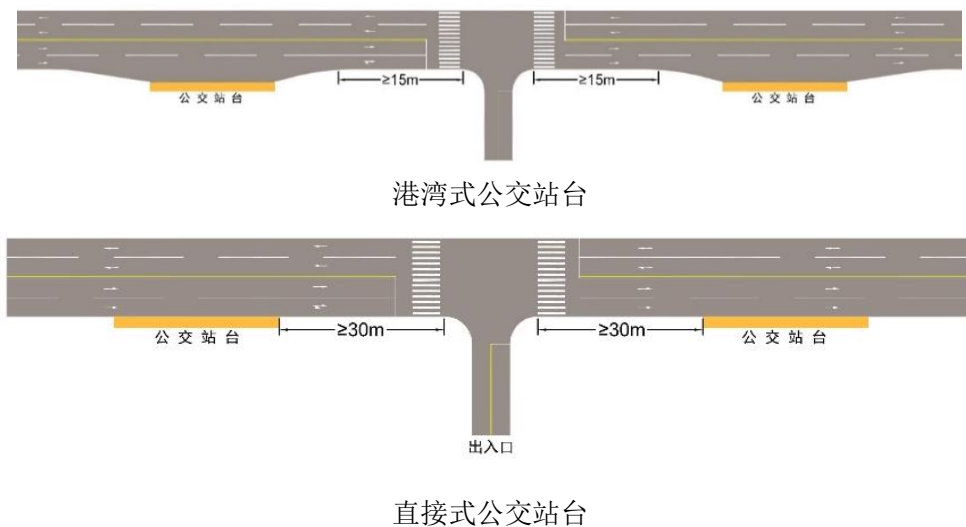 ≥15m ≥15m
公交站台 公交站台
港湾式公交站台
≥30m ≥30m
公交站台 公交站台
出入口
直接式公交站台